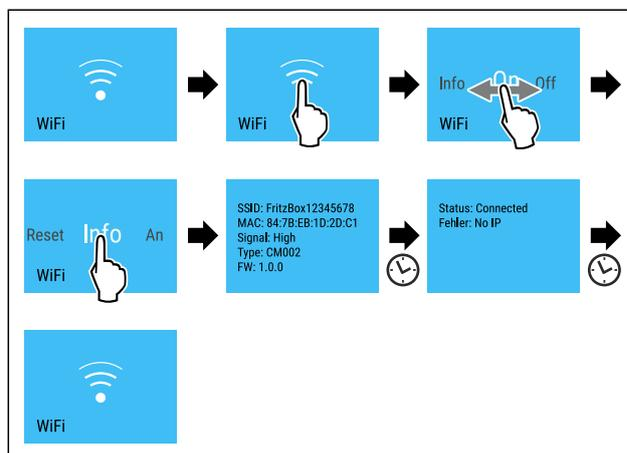 WiFi
WiFi
Info On Off
WiFi
Reset Info An
WiFi
SSID: FritzBox12345678
MAC: 84:7B:EB:1D:2D:C1
Signal: High
Type: CM002
FW: 1.0.0
Status: Connected
Fehler: No IP
WiFi